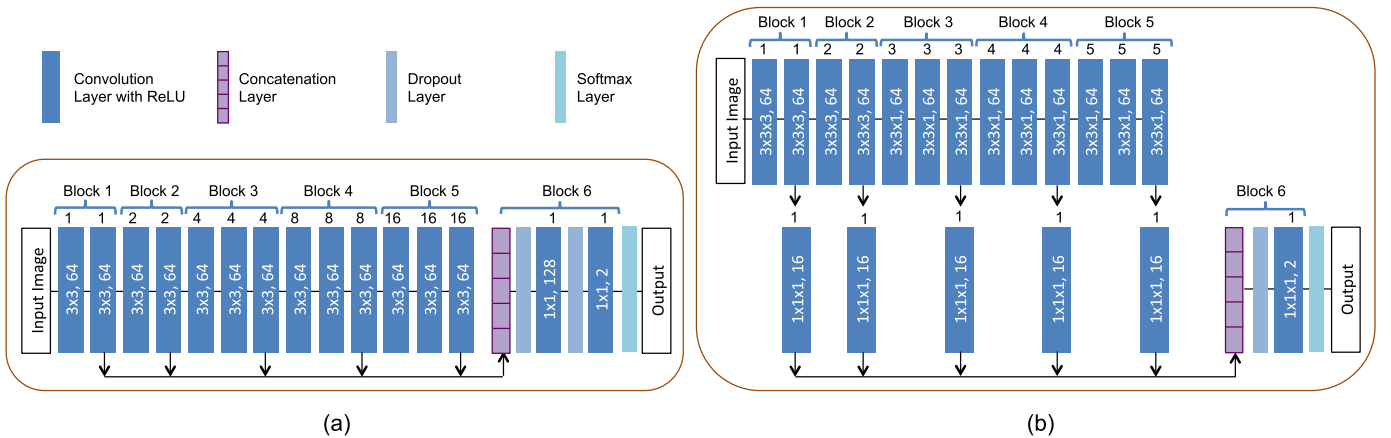 Convolution
Layer with ReLU
Concatenation
Layer
Dropout
Layer
Softmax
Layer
Block 1 Block 2 Block 3 Block 4 Block 5 Block 6
1 1 2 2 4 4 4 8 8 8 16 16 16 1 1
Input Image
3x3, 64
3x3, 64
3x3, 64
3x3, 64
3x3, 64
3x3, 64
3x3, 64
3x3, 64
3x3, 64
3x3, 64
3x3, 64
3x3, 64
3x3, 64
1x1, 128
1x1, 2
Output
(a)
Block 1 Block 2 Block 3 Block 4 Block 5
1 1 2 2 3 3 3 4 4 4 5 5 5
Input Image
3x3x3, 64
3x3x3, 64
3x3x3, 64
3x3x3, 64
3x3x1, 64
3x3x1, 64
3x3x1, 64
3x3x1, 64
3x3x1, 64
3x3x1, 64
3x3x1, 64
3x3x1, 64
3x3x1, 64
Block 6
1 1 1 1 1 1
1x1x1, 16
1x1x1, 16
1x1x1, 16
1x1x1, 16
1x1x1, 16
1x1x1, 2
Output
(b)